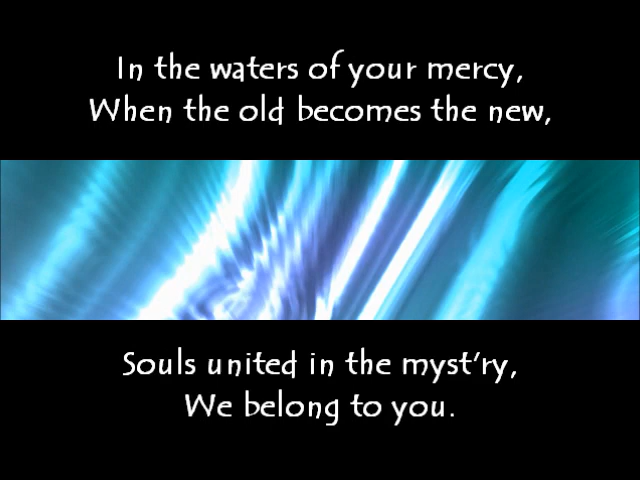 In the waters of your mercy,
When the old becomes the new,
Souls united in the myst'ry,
We belong to you.